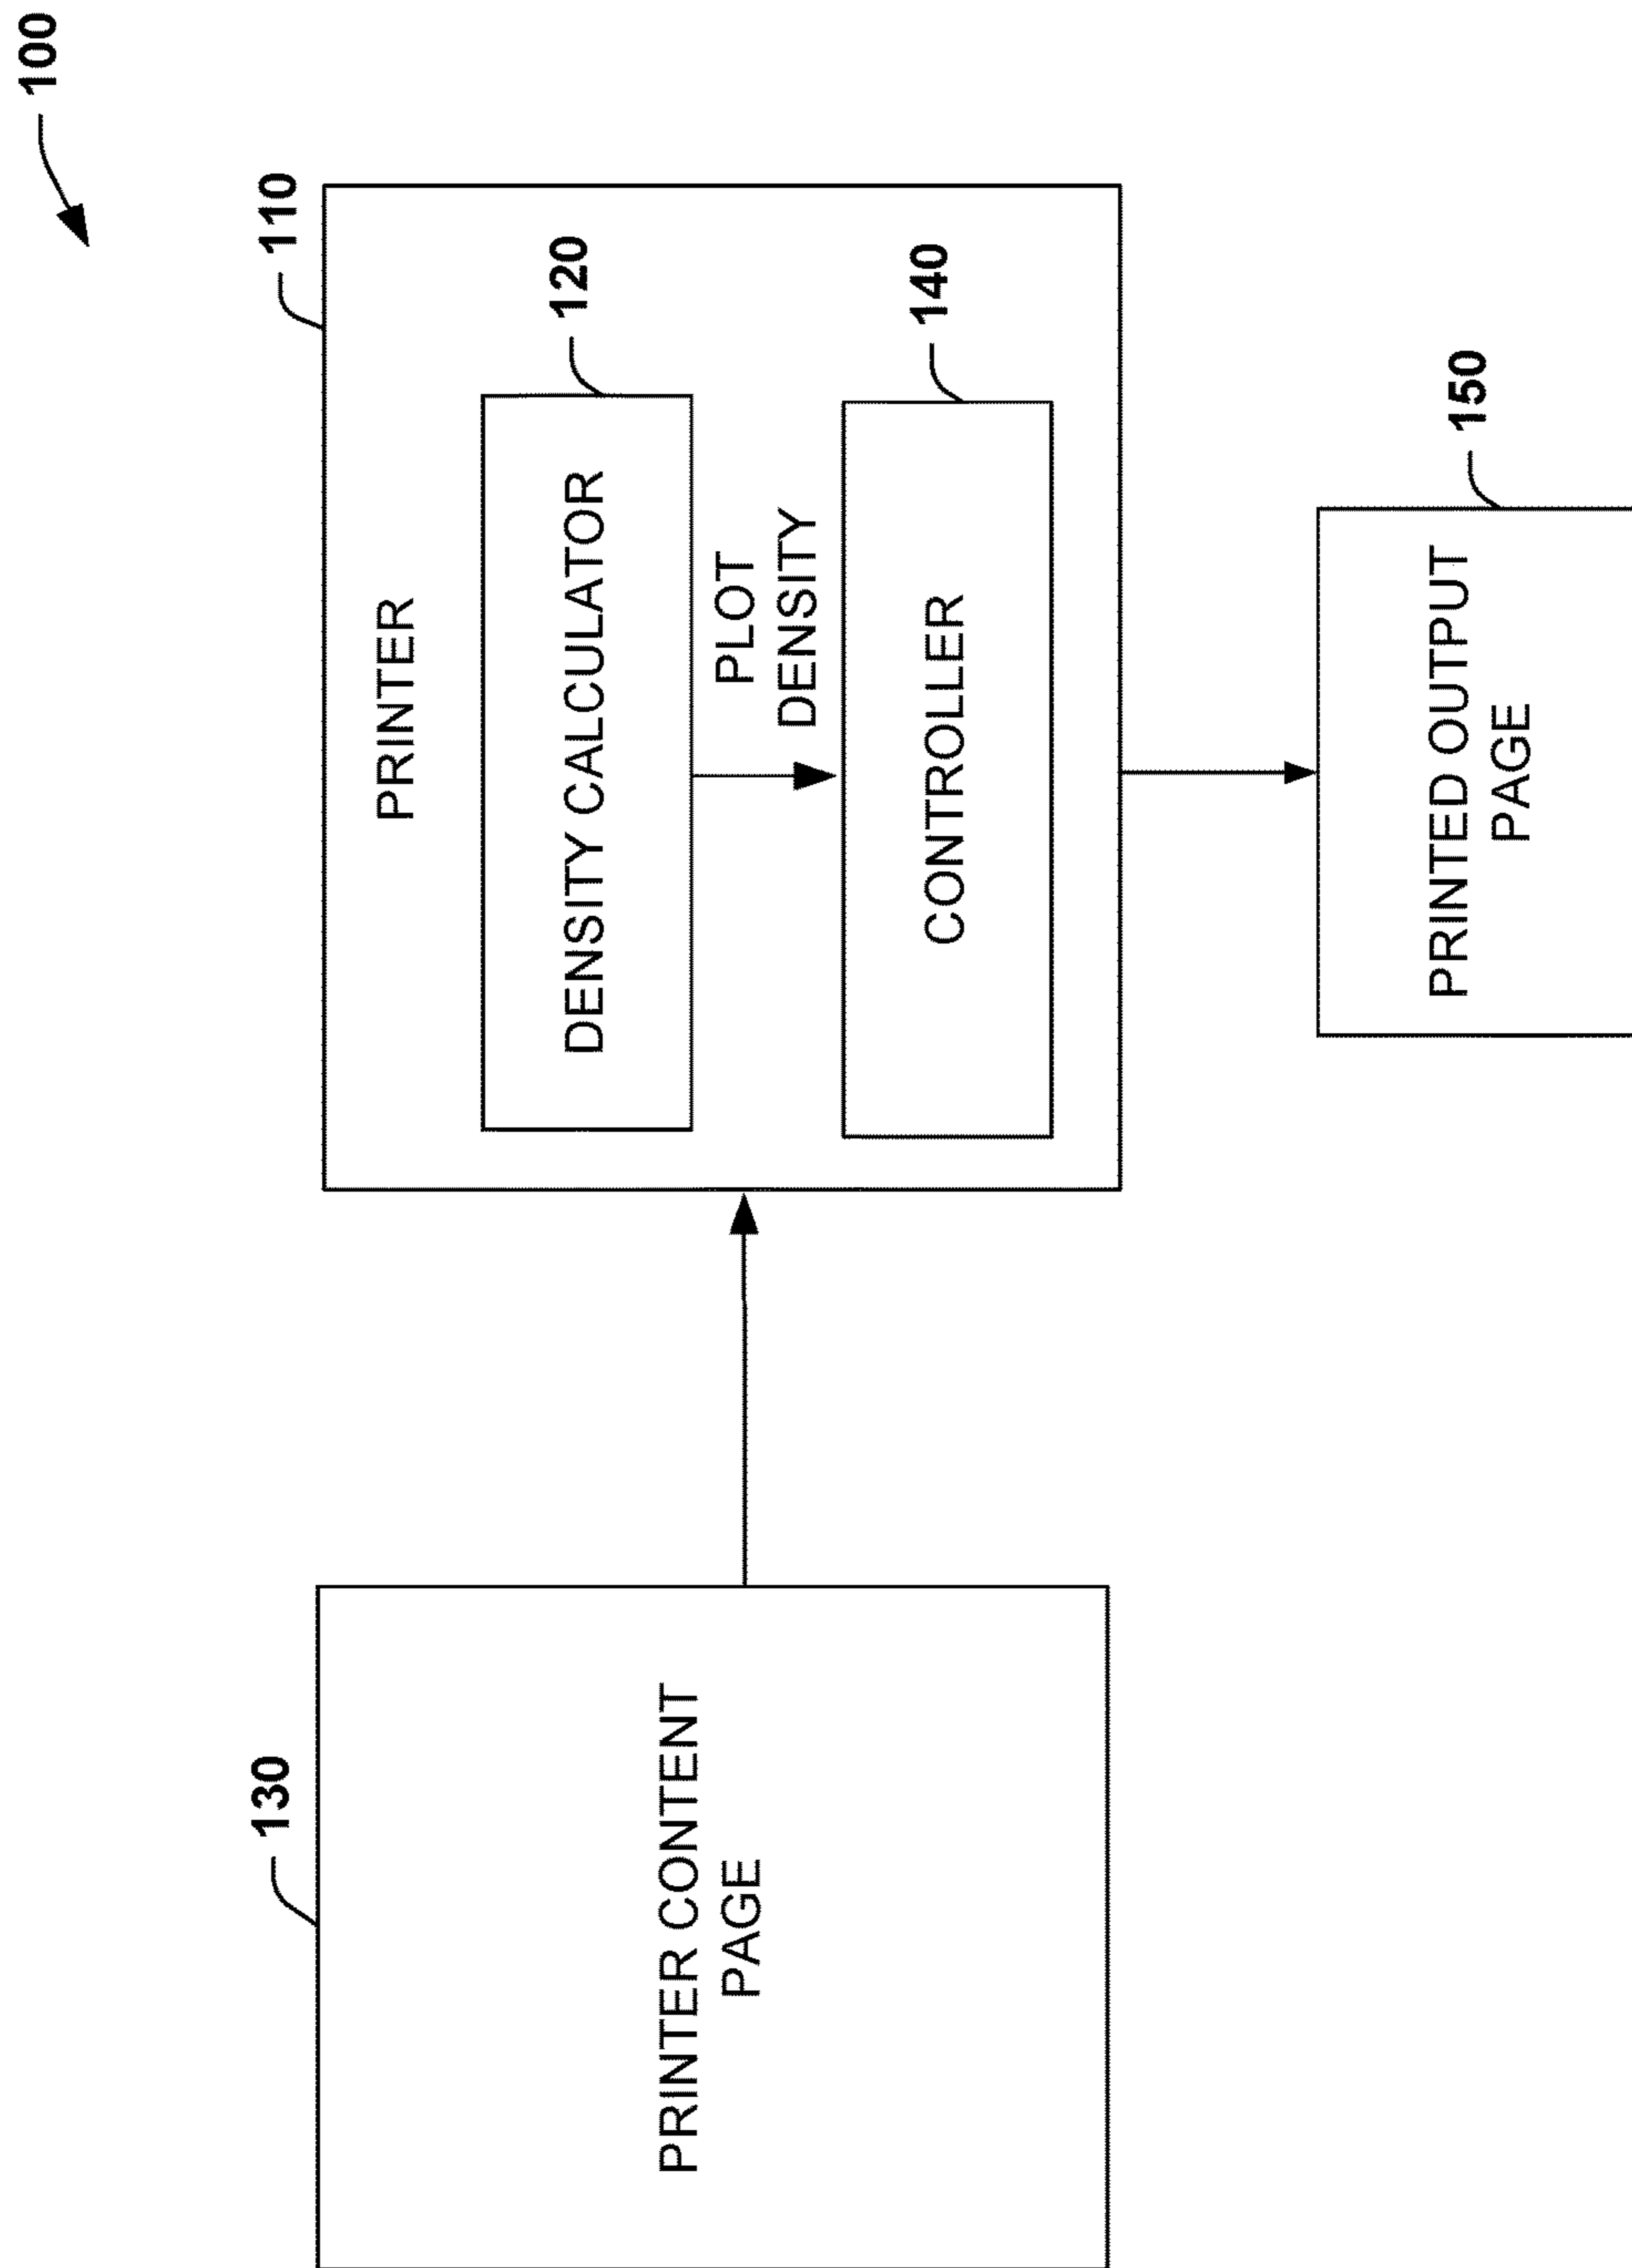 100
110
PRINTER
120
DENSITY CALCULATOR
PLOT
DENSITY
140
CONTROLLER
130
PRINTER CONTENT
PAGE
150
PRINTED OUTPUT
PAGE